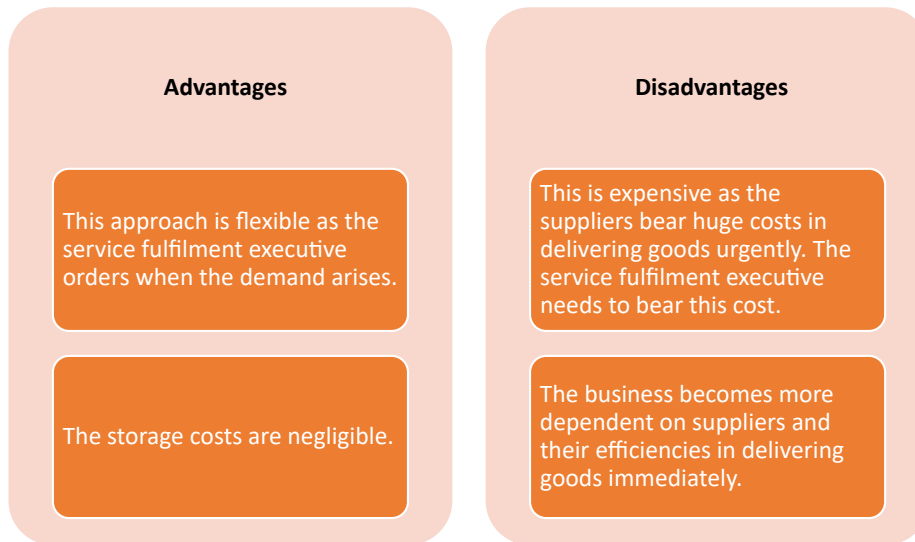 Advantages
This approach is flexible as the
service fulfilment executive
orders when the demand arises.
The storage costs are negligible.
Disadvantages
This is expensive as the
suppliers bear huge costs in
delivering goods urgently. The
service fulfilment executive
needs to bear this cost.
The business becomes more
dependent on suppliers and
their efficiencies in delivering
goods immediately.